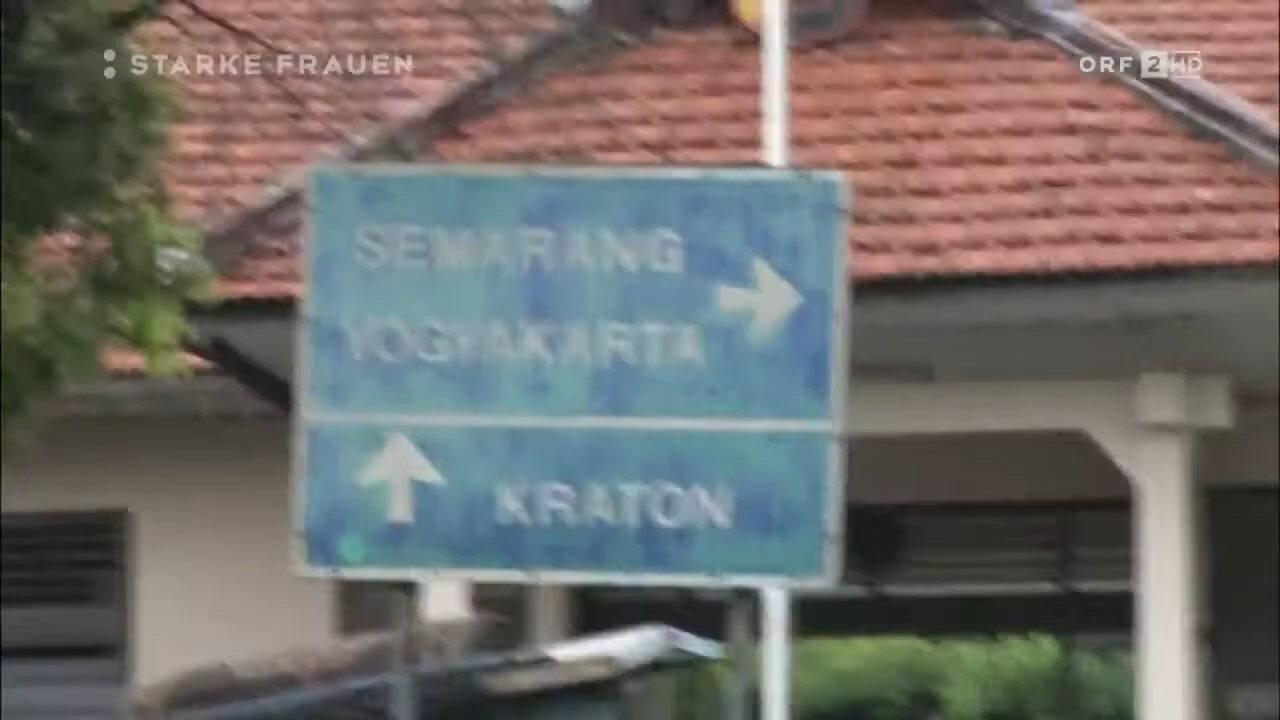 STARKE FRAUEN
ORF 2 HD
SEMARANG
YOGYAKARTA
KRATON